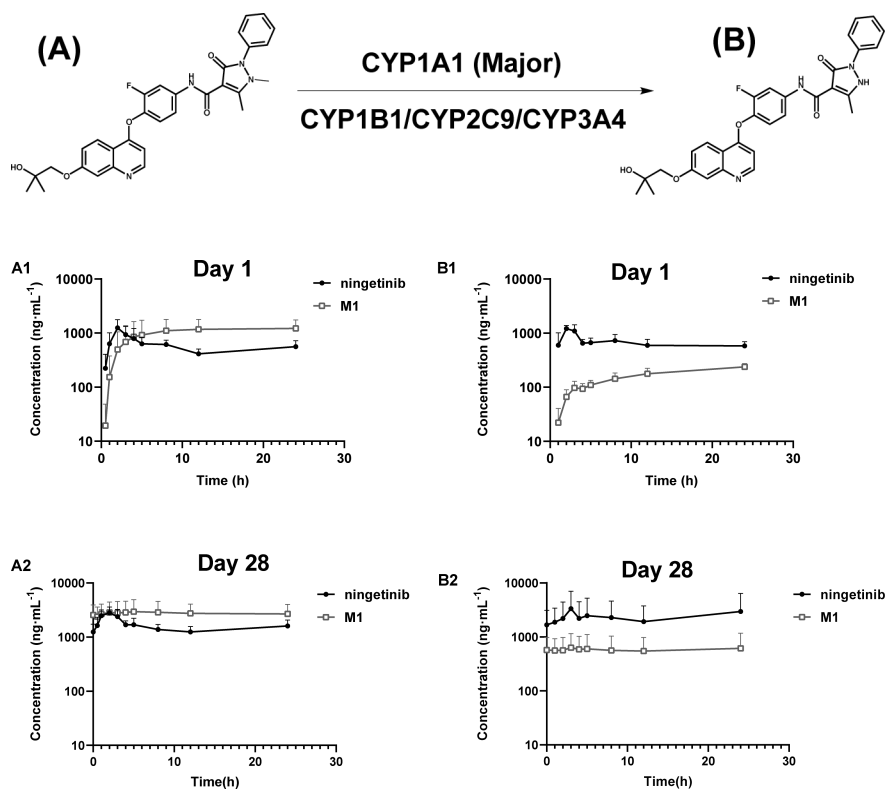 (A)
CYP1A1 (Major)
CYP1B1/CYP2C9/CYP3A4
(B)
HO
O
N
O
F
H
N
O
O
N
N
HO
O
N
O
F
H
N
O
O
N
NH
A1
Day 1
ningetinib
M1
Concentration (ng·mL-1)
10000
1000
100
10
0
10
20
30
Time (h)
B1
Day 1
ningetinib
M1
Concentration (ng·mL-1)
10000
1000
100
10
0
10
20
30
Time (h)
A2
Day 28
ningetinib
M1
Concentration (ng·mL-1)
10000
1000
100
10
0
10
20
30
Time(h)
B2
Day 28
ningetinib
M1
Concentration (ng·mL-1)
10000
1000
100
10
0
10
20
30
Time(h)